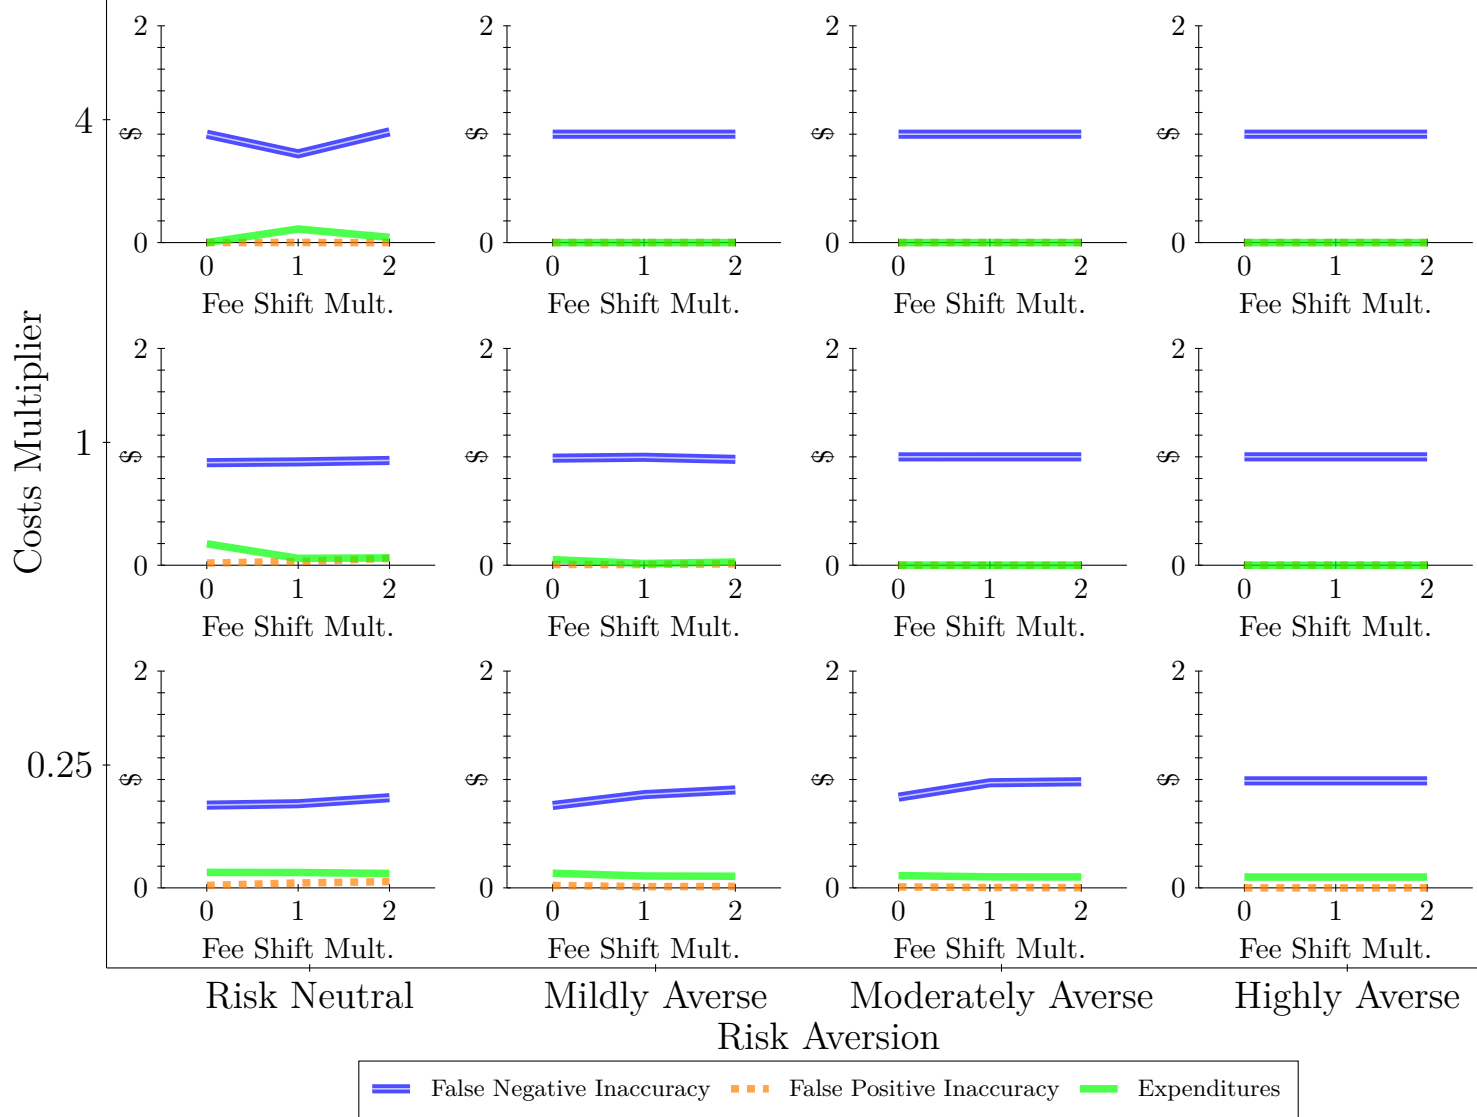 2
$
0
0 1 2
Fee Shift Mult.
2
$
0
0 1 2
Fee Shift Mult.
2
$
0
0 1 2
Fee Shift Mult.
2
$
0
0 1 2
Fee Shift Mult.
4
2
$
0
0 1 2
Fee Shift Mult.
2
$
0
0 1 2
Fee Shift Mult.
2
$
0
0 1 2
Fee Shift Mult.
2
$
0
0 1 2
Fee Shift Mult.
1
Costs Multiplier
2
$
0
0 1 2
Fee Shift Mult.
2
$
0
0 1 2
Fee Shift Mult.
2
$
0
0 1 2
Fee Shift Mult.
2
$
0
0 1 2
Fee Shift Mult.
0.25
Risk Neutral
Mildly Averse
Moderately Averse
Highly Averse
Risk Aversion
False Negative Inaccuracy
False Positive Inaccuracy
Expenditures